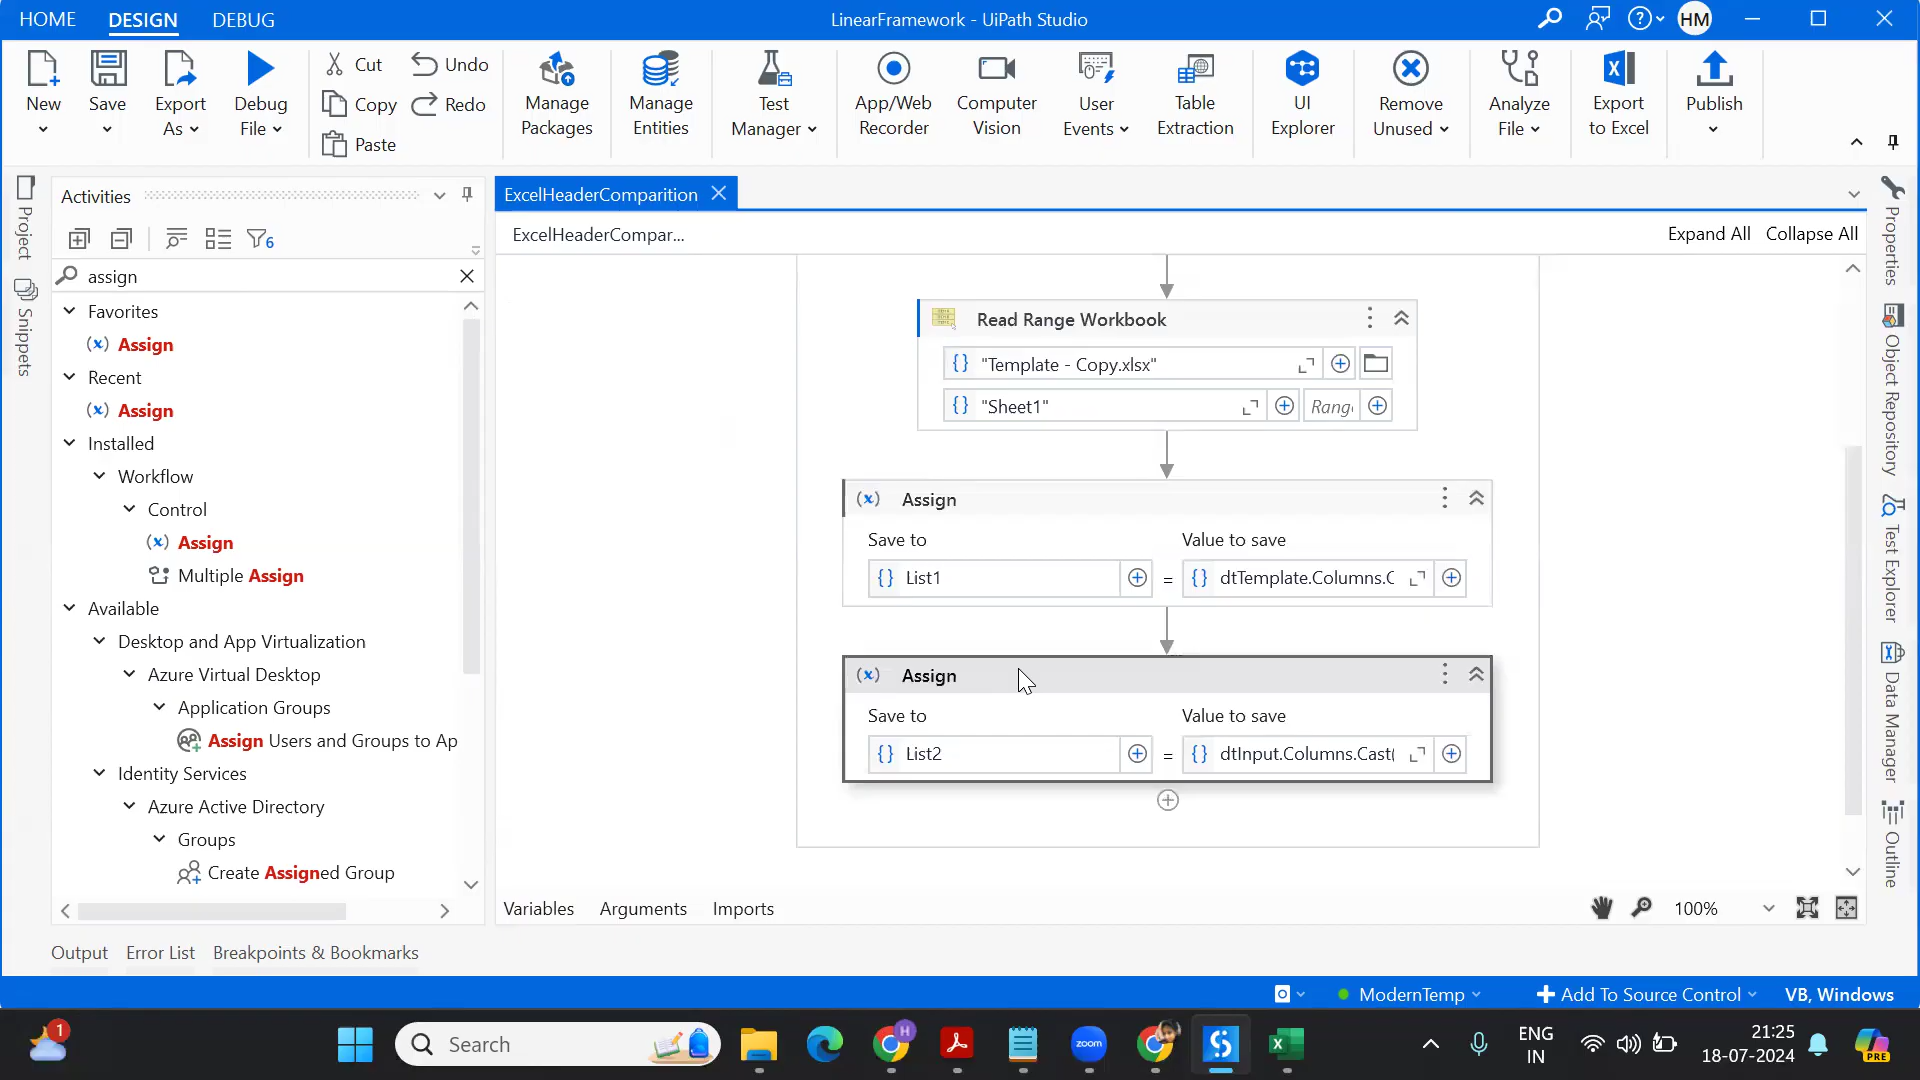 HOME DESIGN DEBUG
LinearFramework - UiPath Studio
HM
New
Save
Export As
Debug File
Cut
Copy
Paste
Undo
Redo
Manage Packages
Manage Entities
Test Manager
App/Web Recorder
Computer Vision
User Events
Table Extraction
UI Explorer
Remove Unused
Analyze File
Export to Excel
Publish
Project
Snippets
Activities
6
assign
Favorites
(x) Assign
Recent
(x) Assign
Installed
Workflow
Control
(x) Assign
Multiple Assign
Available
Desktop and App Virtualization
Azure Virtual Desktop
Application Groups
Assign Users and Groups to Ap
Identity Services
Azure Active Directory
Groups
Create Assigned Group
ExcelHeaderComparition
ExcelHeaderCompar...
Expand All Collapse All
Read Range Workbook
{} "Template - Copy.xlsx"
{} "Sheet1"
Rang
(x) Assign
Save to Value to save
{} List1 = {} dtTemplate.Columns.C
(x) Assign
Save to Value to save
{} List2 = {} dtInput.Columns.Cast(
Variables Arguments Imports
100%
Properties
Object Repository
Test Explorer
Data Manager
Outline
Output Error List Breakpoints & Bookmarks
ModernTemp
Add To Source Control
VB, Windows
1
Search
H
zoom
ENG
IN
21:25
18-07-2024
PRE